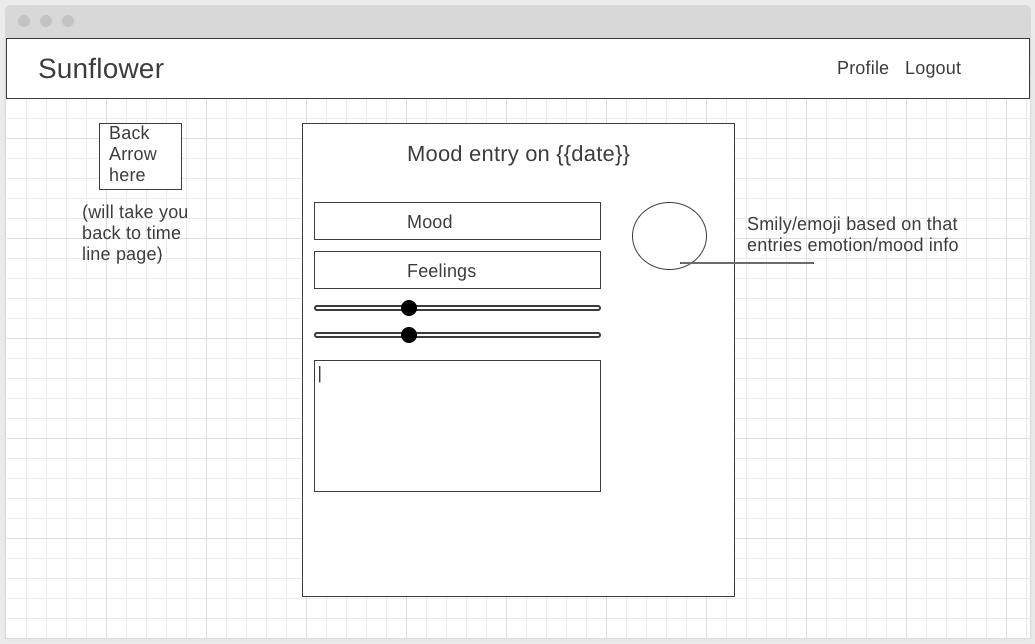 Sunflower
Profile Logout
Back
Arrow
here
(will take you
back to time
line page)
Mood entry on {{date}}
Mood
Feelings
Smily/emoji based on that
entries emotion/mood info